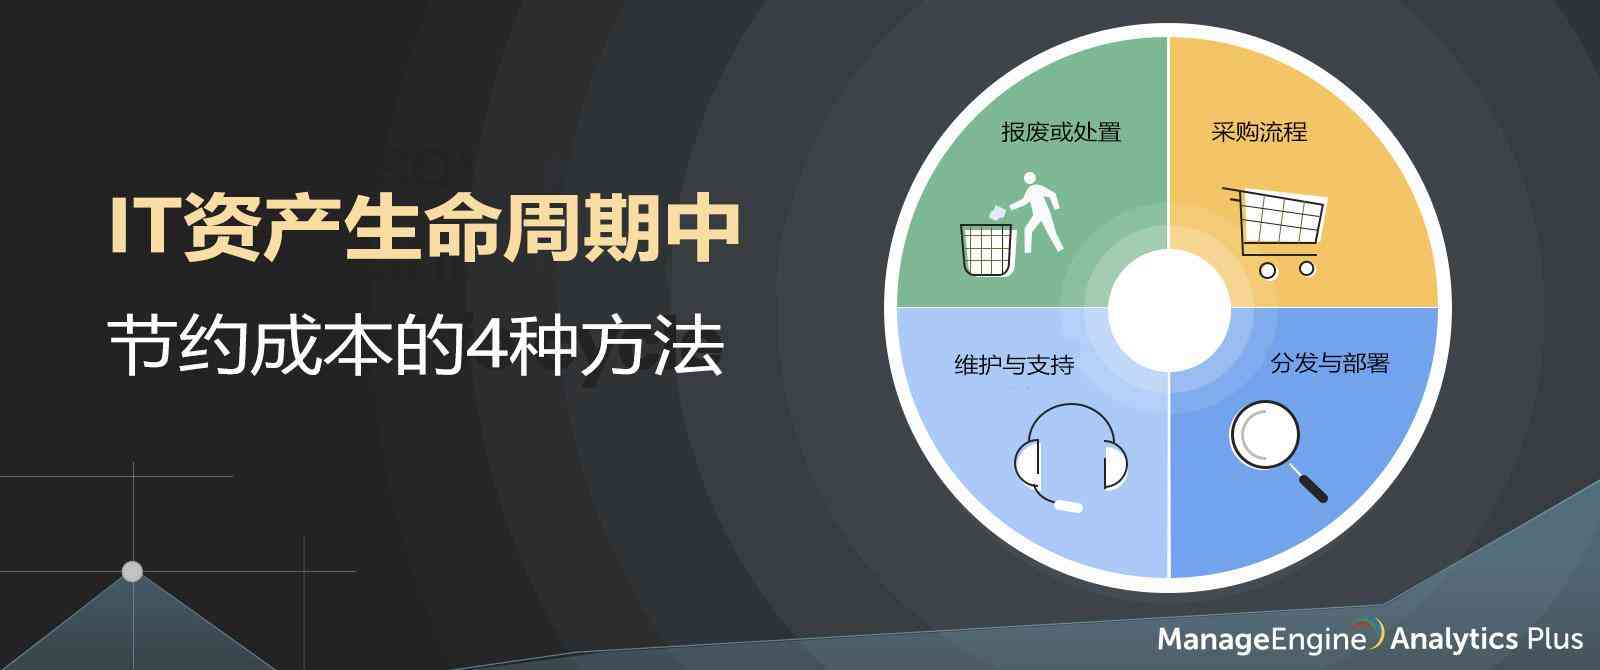 IT资产生命周期中
节约成本的4种方法
报废或处置
采购流程
维护与支持
分发与部署
ManageEngine Analytics Plus